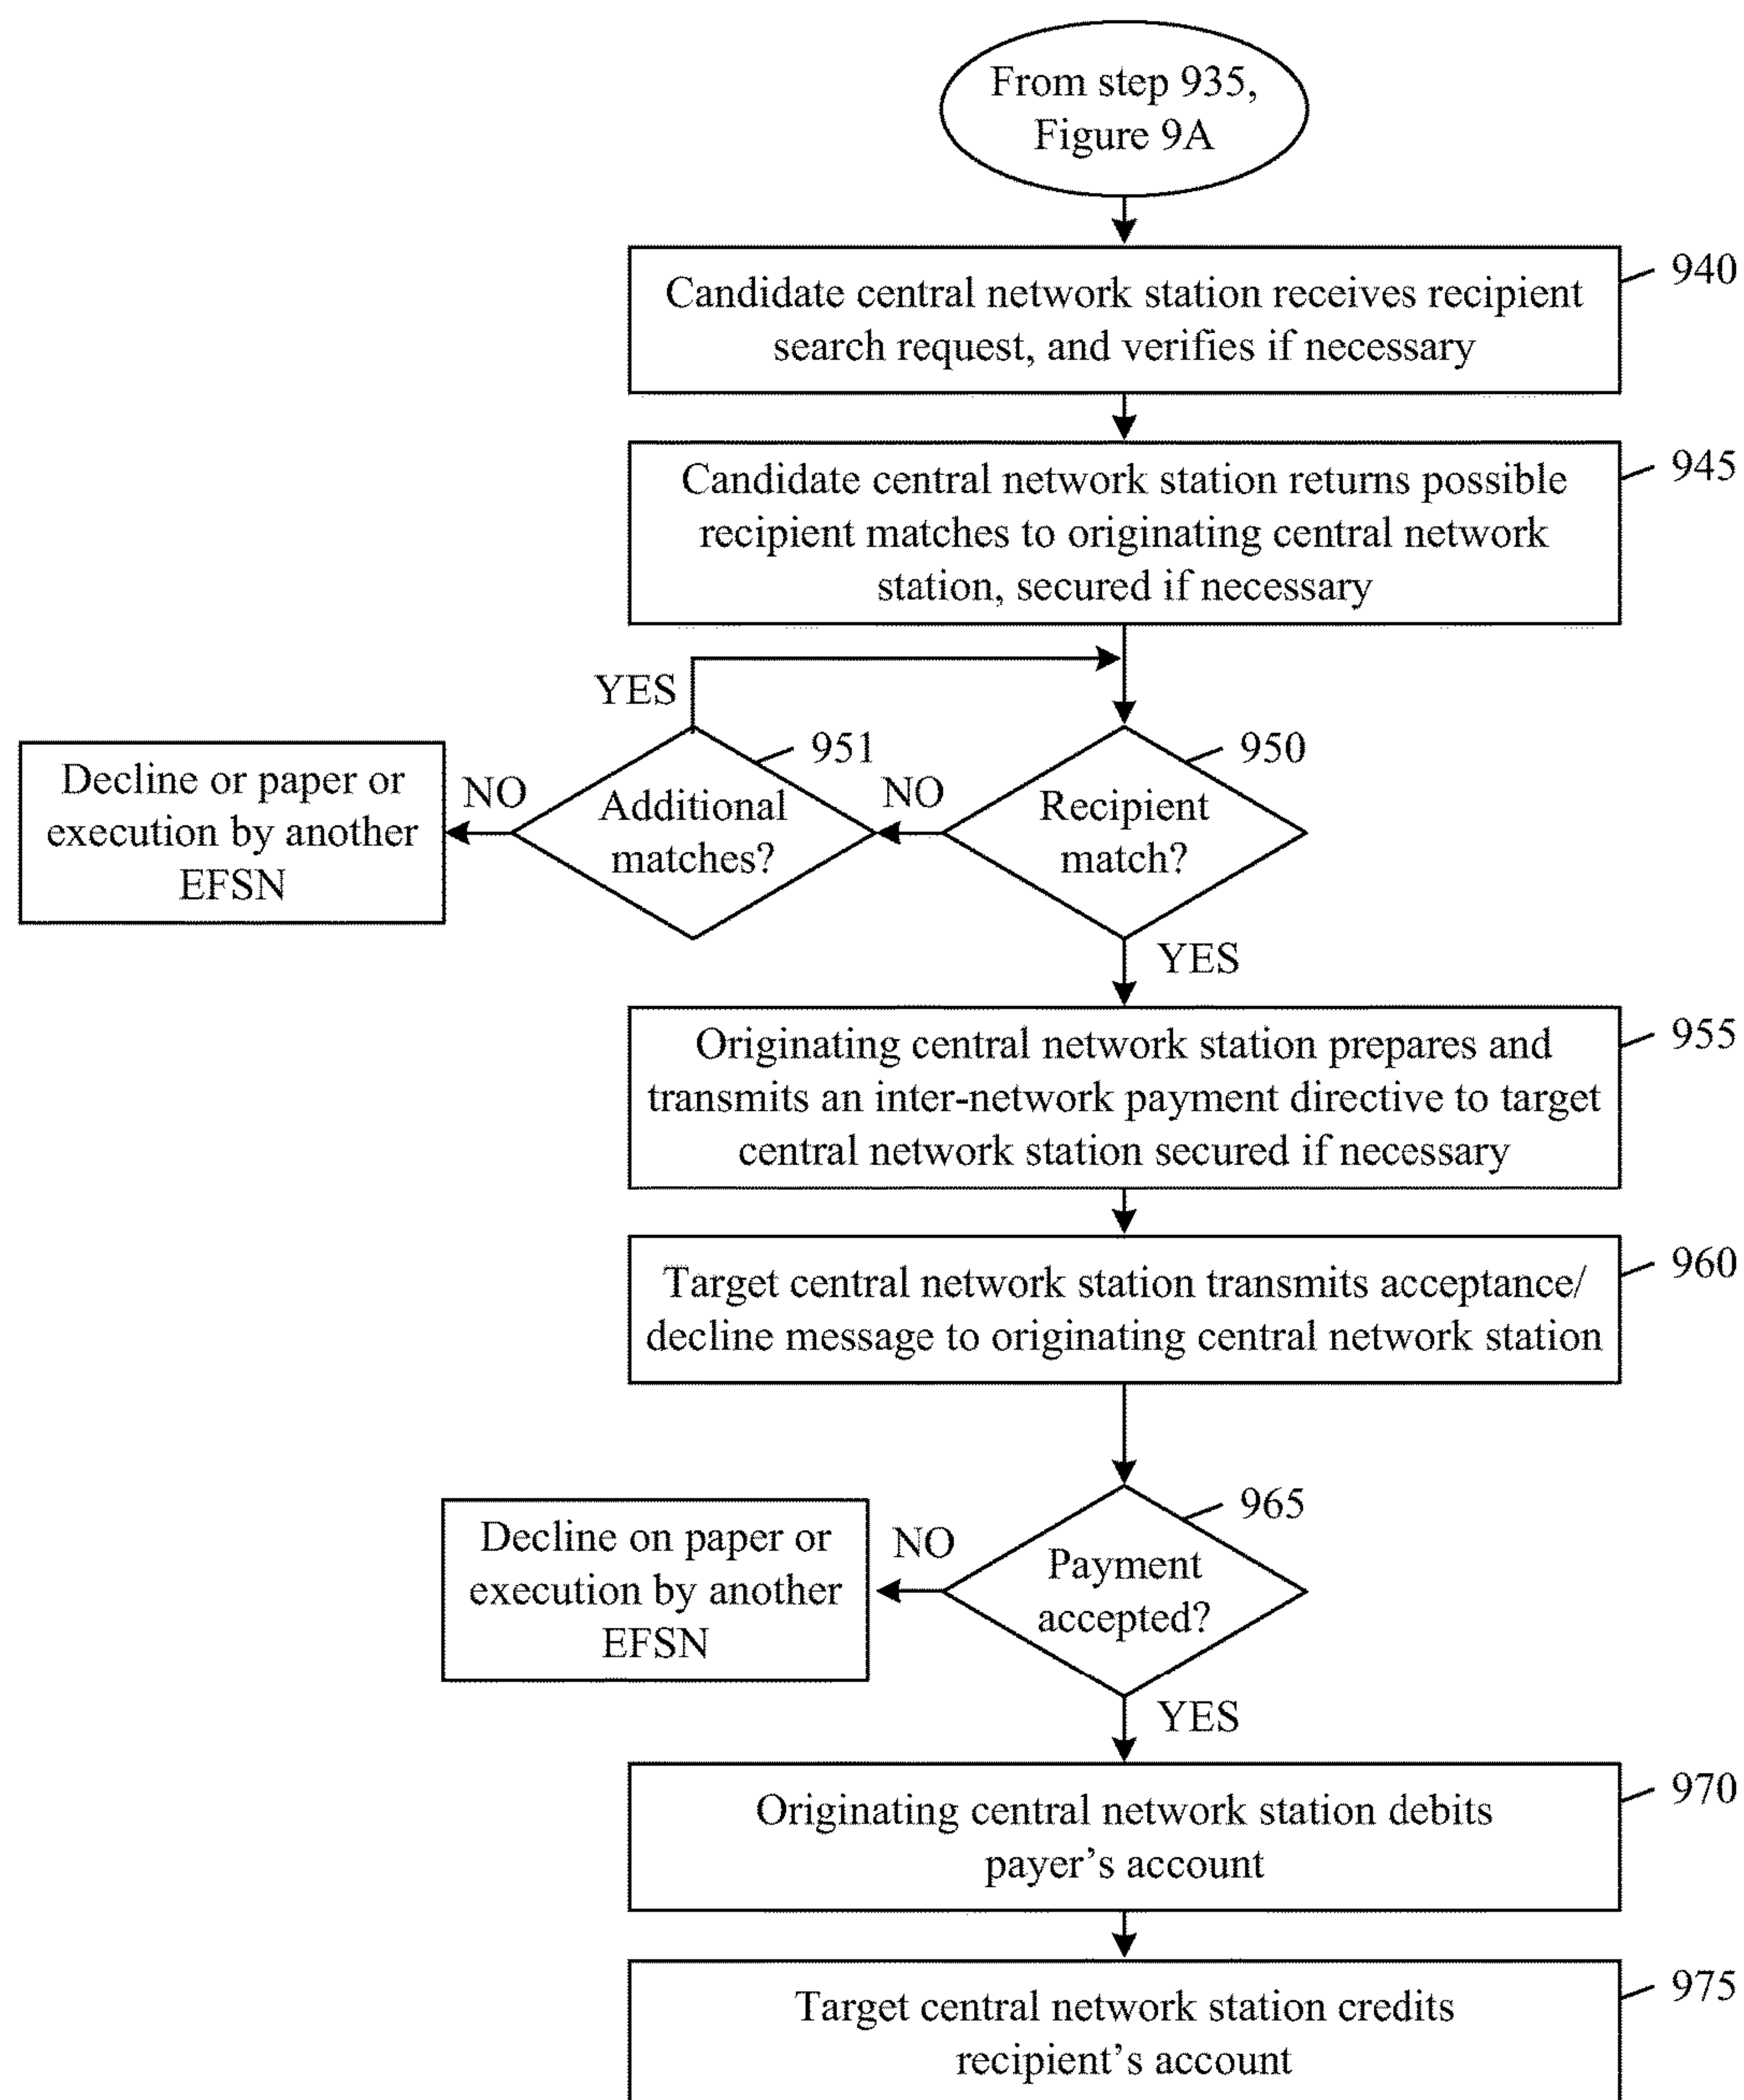 From step 935,
Figure 9A
Candidate central network station receives recipient
search request, and verifies if necessary
940
Candidate central network station returns possible
recipient matches to originating central network
station, secured if necessary
945
YES
Decline or paper or
execution by another
EFSN
NO
Additional
matches?
951
NO
Recipient
match?
950
YES
Originating central network station prepares and
transmits an inter-network payment directive to target
central network station secured if necessary
955
Target central network station transmits acceptance/
decline message to originating central network station
960
Decline on paper or
execution by another
EFSN
NO
Payment
accepted?
965
YES
Originating central network station debits
payer’s account
970
Target central network station credits
recipient’s account
975